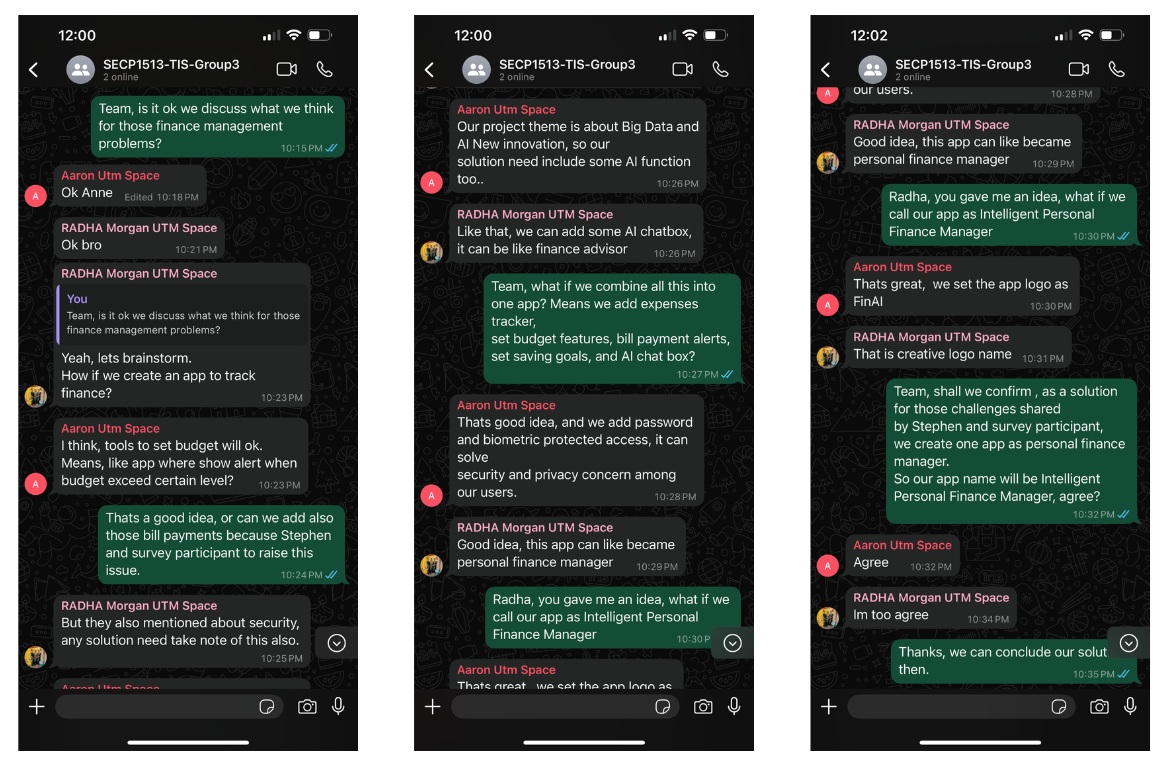 12:00
SECP1513-TIS-Group3
2 online
Team, is it ok we discuss what we think
for those finance management
problems?
10:15 PM
Aaron Utm Space
Ok Anne
Edited 10:18 PM
A
RADHA Morgan UTM Space
Ok bro
10:21 PM
RADHA Morgan UTM Space
You
Team, is it ok we discuss what we think for those
finance management problems?
Yeah, lets brainstorm.
How if we create an app to track
finance?
10:23 PM
Aaron Utm Space
I think, tools to set budget will ok.
Means, like app where show alert when
budget exceed certain level?
10:23 PM
A
Thats a good idea, or can we add also
those bill payments because Stephen
and survey participant to raise this
issue.
10:24 PM
RADHA Morgan UTM Space
But they also mentioned about security,
any solution need take note of this also.
10:25 PM
Aaron Utm Space
12:00
SECP1513-TIS-Group3
2 online
Aaron Utm Space
Our project theme is about Big Data and
AI New innovation, so our
solution need include some AI function
too..
10:26 PM
A
RADHA Morgan UTM Space
Like that, we can add some AI chatbox,
it can be like finance advisor
10:26 PM
Team, what if we combine all this into
one app? Means we add expenses
tracker,
set budget features, bill payment alerts,
set saving goals, and AI chat box?
10:27 PM
Aaron Utm Space
Thats good idea, and we add password
and biometric protected access, it can
solve
security and privacy concern among
our users.
10:28 PM
A
RADHA Morgan UTM Space
Good idea, this app can like became
personal finance manager
10:29 PM
Radha, you gave me an idea, what if we
call our app as Intelligent Personal
Finance Manager
10:30 P
Aaron Utm Space
Thats great, we set the app logo as
12:02
SECP1513-TIS-Group3
2 online
our users.
10:28 PM
A
RADHA Morgan UTM Space
Good idea, this app can like became
personal finance manager
10:29 PM
Radha, you gave me an idea, what if we
call our app as Intelligent Personal
Finance Manager
10:30 PM
Aaron Utm Space
Thats great, we set the app logo as
FinAI
10:30 PM
A
RADHA Morgan UTM Space
That is creative logo name
10:31 PM
Team, shall we confirm , as a solution
for those challenges shared
by Stephen and survey participant,
we create one app as personal finance
manager.
So our app name will be Intelligent
Personal Finance Manager, agree?
10:32 PM
Aaron Utm Space
Agree
10:32 PM
A
RADHA Morgan UTM Space
Im too agree
10:34 PM
Thanks, we can conclude our solut
then.
10:35 PM